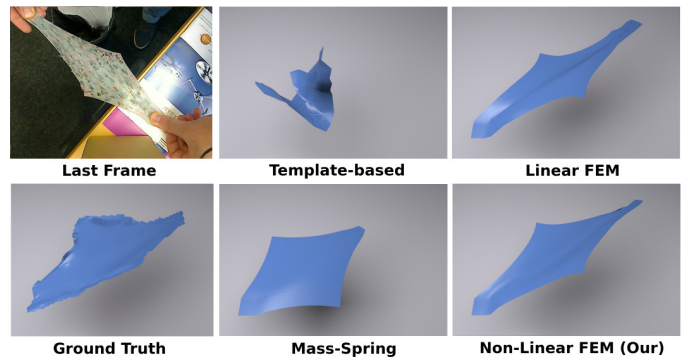 Last Frame
Template-based
Linear FEM
Ground Truth
Mass-Spring
Non-Linear FEM (Our)